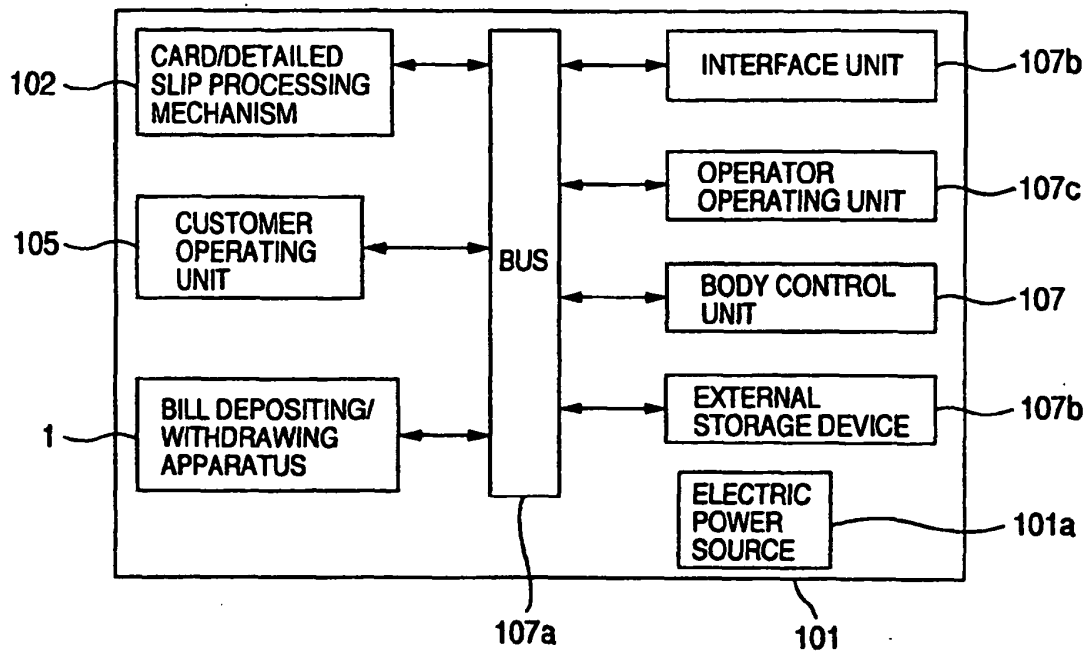 CARD/DETAILED
SLIP PROCESSING
MECHANISM
102
CUSTOMER
OPERATING
UNIT
105
BILL DEPOSITING/
WITHDRAWING
APPARATUS
1
BUS
107a
INTERFACE UNIT
107b
OPERATOR
OPERATING UNIT
107c
BODY CONTROL
UNIT
107
EXTERNAL
STORAGE DEVICE
107b
ELECTRIC
POWER
SOURCE
101a
101